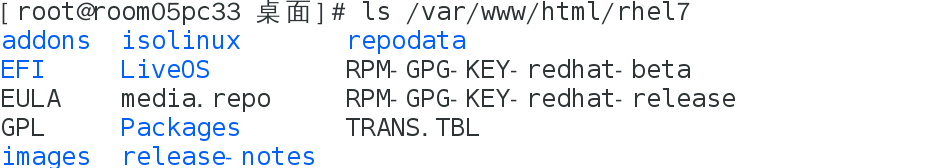 [root@room05pc33 桌面]# ls /var/www/html/rhel7
addons isolinux repodata
EFI LiveOS RPM-GPG-KEY-redhat-beta
EULA media.repo RPM-GPG-KEY-redhat-release
GPL Packages TRANS.TBL
images release-notes